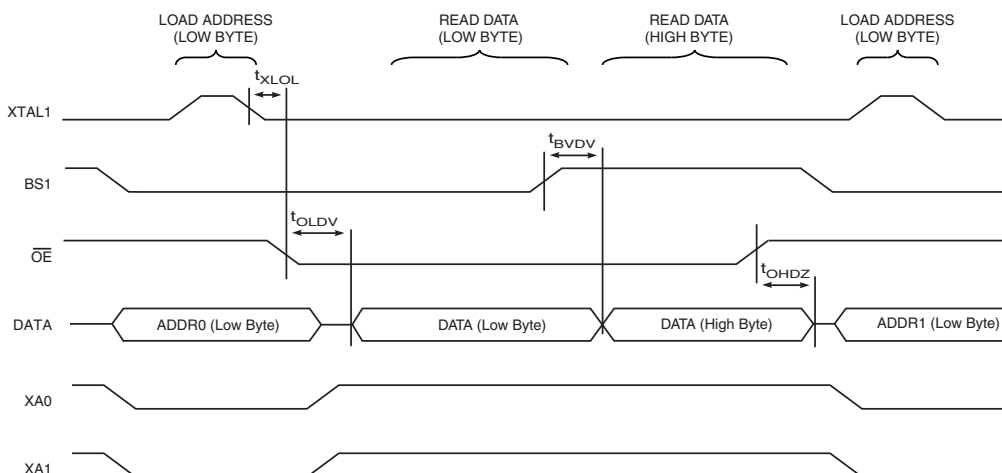 LOAD ADDRESS
(LOW BYTE)
READ DATA
(LOW BYTE)
READ DATA
(HIGH BYTE)
LOAD ADDRESS
(LOW BYTE)
tXLOL
XTAL1
tBVDV
BS1
tOLDV
OE
tOHDZ
DATA
ADDR0 (Low Byte)
DATA (Low Byte)
DATA (High Byte)
ADDR1 (Low Byte)
XA0
XA1